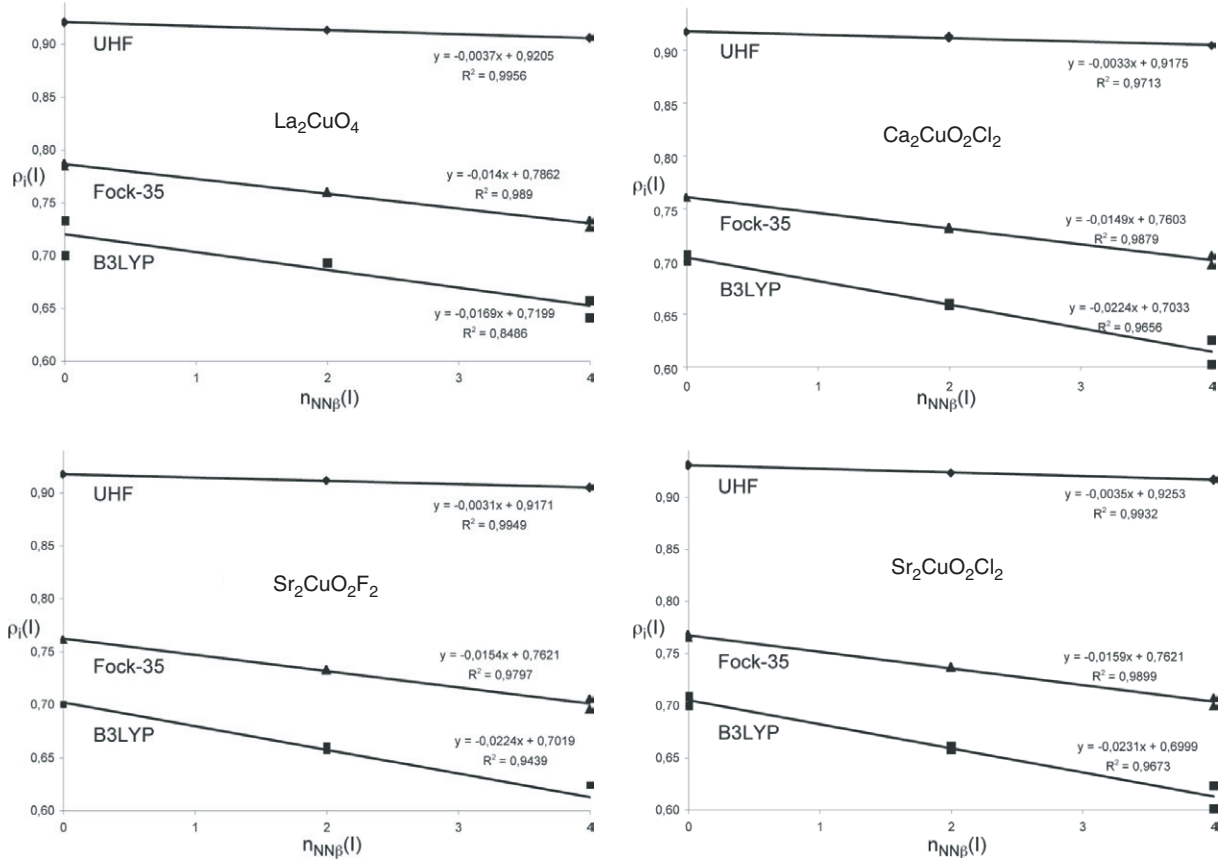 0,90
UHF
y = -0,0037x + 0,9205
R² = 0,9956
0,85
La₂CuO₄
0,80
ρᵢ(I)
y = -0,014x + 0,7862
R² = 0,989
0,75
Fock-35
0,70
B3LYP
0,65
y = -0,0169x + 0,7199
R² = 0,8486
0,60
0 1 2 3 4
n_NNβ(I)
0,90
UHF
y = -0,0033x + 0,9175
R² = 0,9713
0,85
Ca₂CuO₂Cl₂
0,80
ρᵢ(I)
0,75
Fock-35
y = -0,0149x + 0,7603
R² = 0,9879
0,70
B3LYP
y = -0,0224x + 0,7033
R² = 0,9656
0,65
0,60
0 1 2 3 4
n_NNβ(I)
0,90
UHF
y = -0,0031x + 0,9171
R² = 0,9949
0,85
Sr₂CuO₂F₂
0,80
ρᵢ(I)
0,75
Fock-35
y = -0,0154x + 0,7621
R² = 0,9797
0,70
B3LYP
y = -0,0224x + 0,7019
R² = 0,9439
0,65
0,60
0 1 2 3 4
n_NNβ(I)
0,90
UHF
y = -0,0035x + 0,9253
R² = 0,9932
0,85
Sr₂CuO₂Cl₂
0,80
ρᵢ(I)
0,75
Fock-35
y = -0,0159x + 0,7621
R² = 0,9899
0,70
B3LYP
y = -0,0231x + 0,6999
R² = 0,9673
0,65
0,60
0 1 2 3 4
n_NNβ(I)